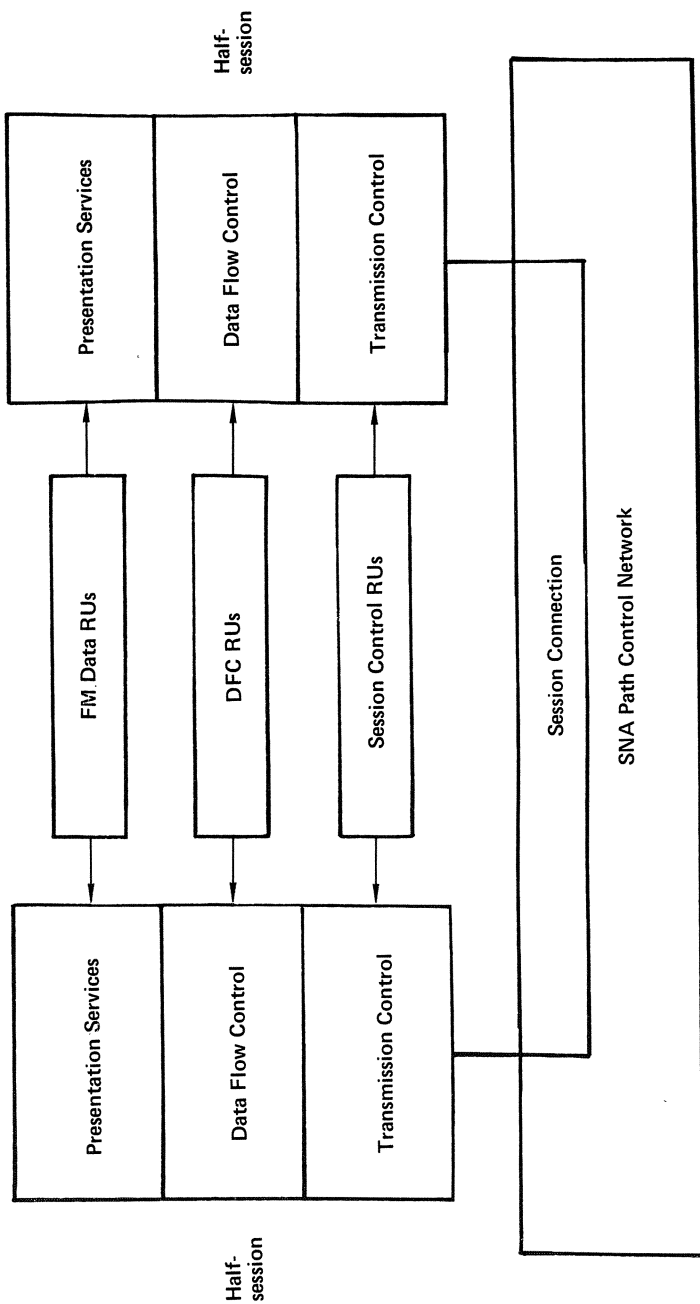 Half-
session
Presentation Services
Data Flow Control
Transmission Control
FM Data RUs
DFC RUs
Session Control RUs
Presentation Services
Data Flow Control
Transmission Control
Half-
session
Session Connection
SNA Path Control Network